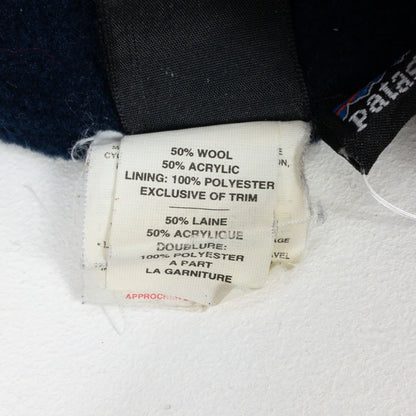 Patag
50% WOOL
50% ACRYLIC
LINING: 100% POLYESTER
EXCLUSIVE OF TRIM
50% LAINE
50% ACRYLIQUE
DOUBLURE:
100% POLYESTER
A PART
LA GARNITURE